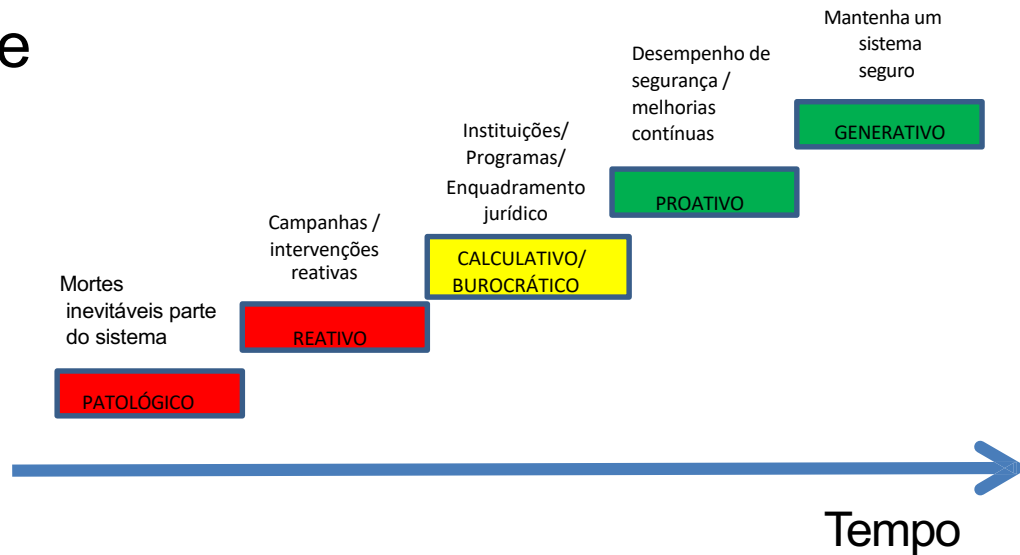 e
Mantenha um
sistema
seguro
GENERATIVO
Desempenho de
segurança /
melhorias
contínuas
PROATIVO
Instituições/
Programas/
Enquadramento
jurídico
CALCULATIVO/
BUROCRÁTICO
Campanhas /
intervenções
reativas
REATIVO
Mortes
inevitáveis parte
do sistema
PATOLÓGICO
Tempo